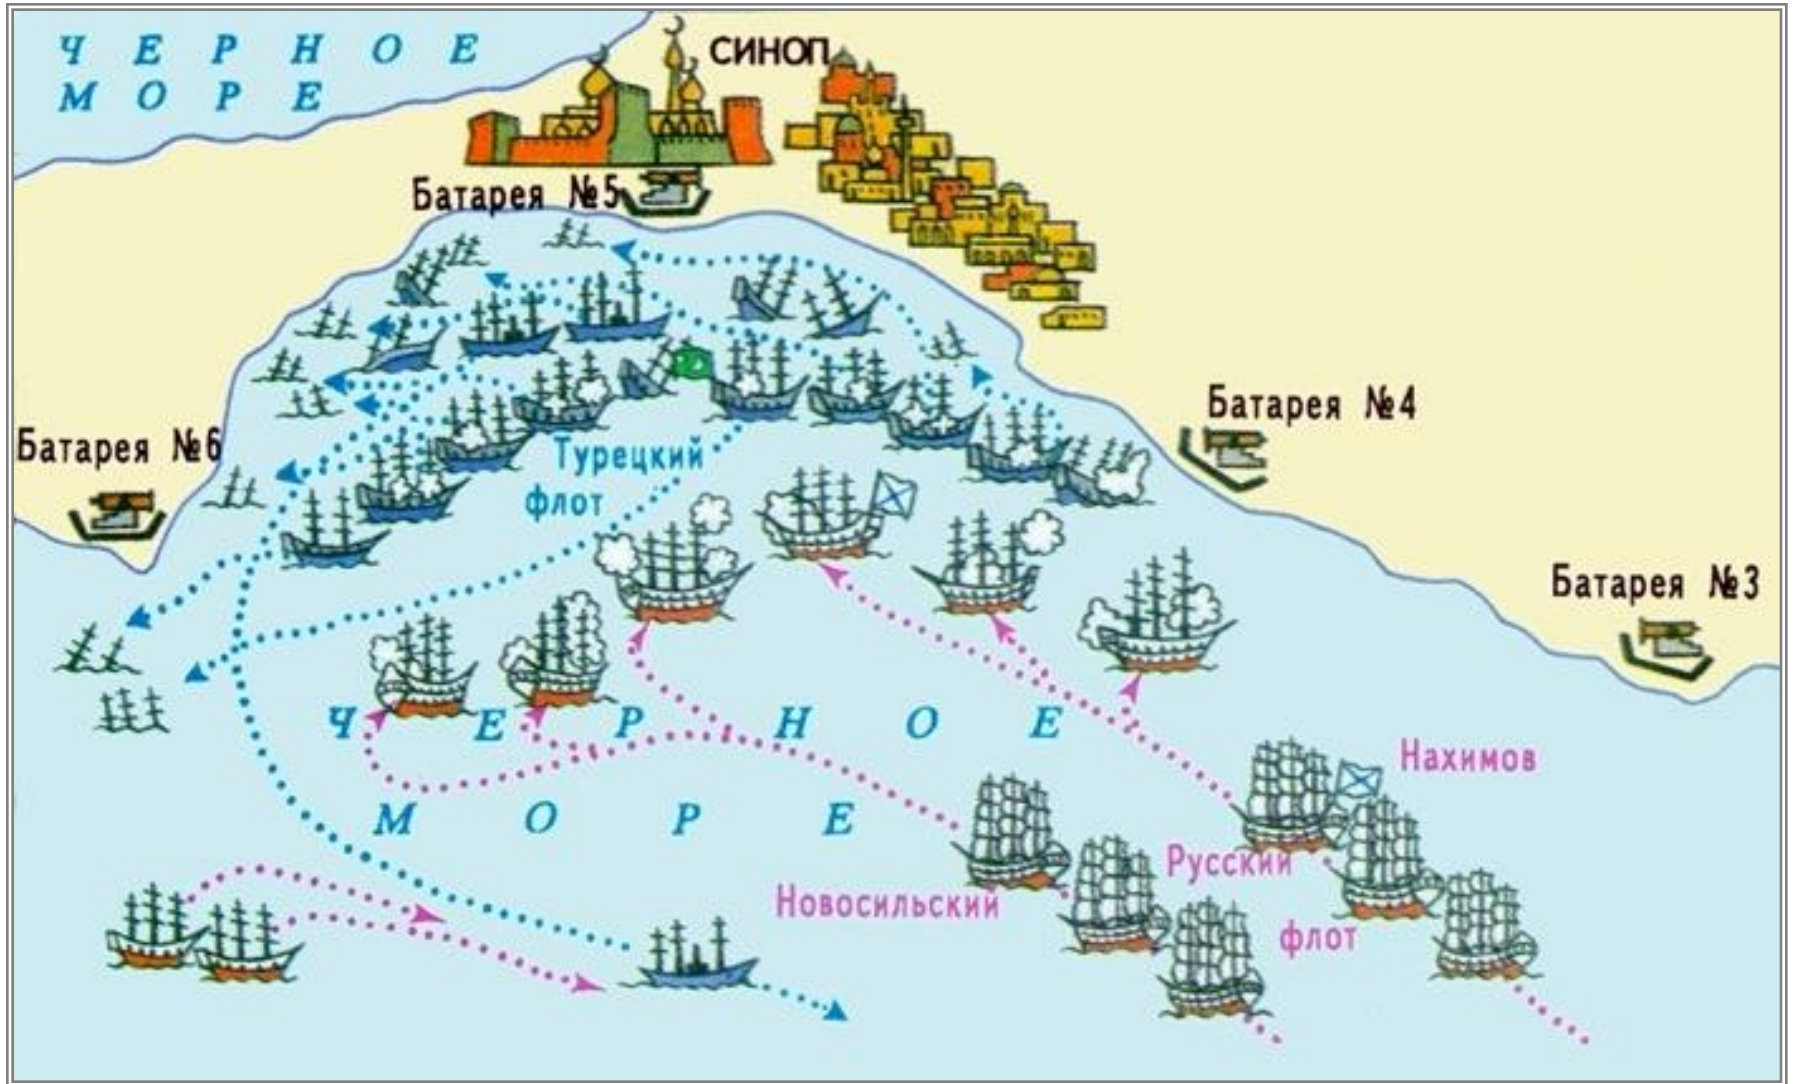 ЧЕРНОЕ
МОРЕ
СИНОП
Батарея №5
Батарея №4
Батарея №6
Турецкий
флот
Батарея №3
ЧЕРНОЕ
МОРЕ
Нахимов
Русский
Новосильский
флот